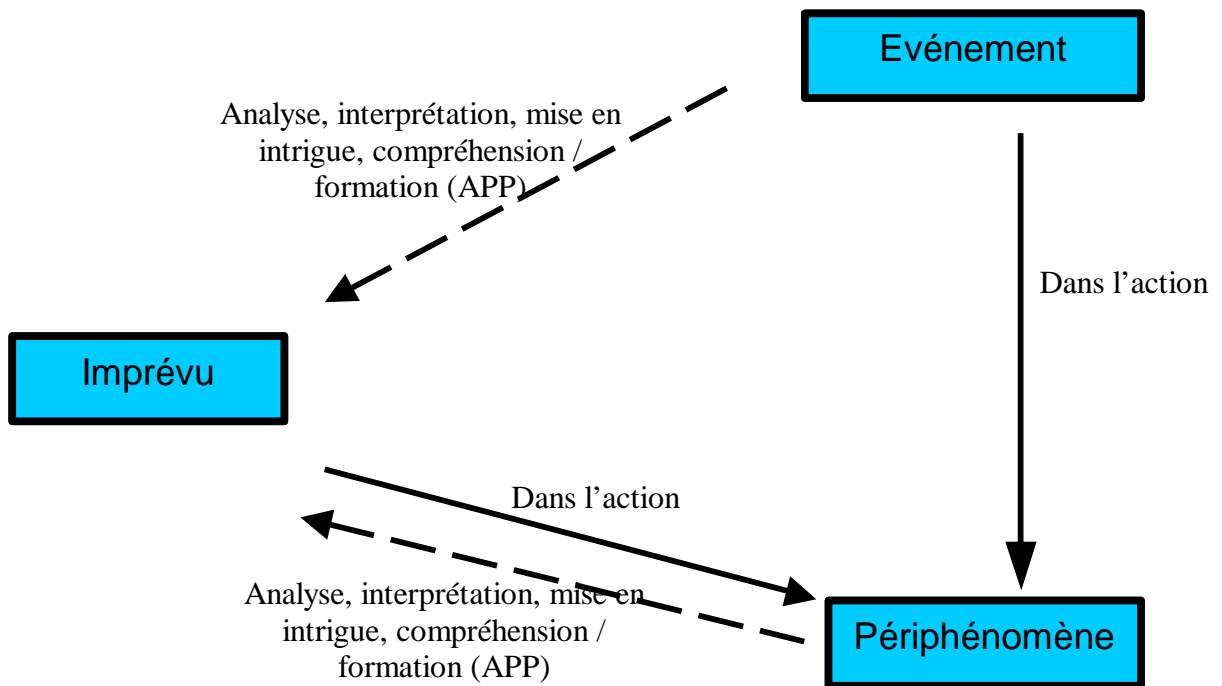 Evénement
Analyse, interprétation, mise en
intrigue, compréhension /
formation (APP)
Dans l’action
Imprévu
Dans l’action
Analyse, interprétation, mise en
intrigue, compréhension /
formation (APP)
Périphénomène